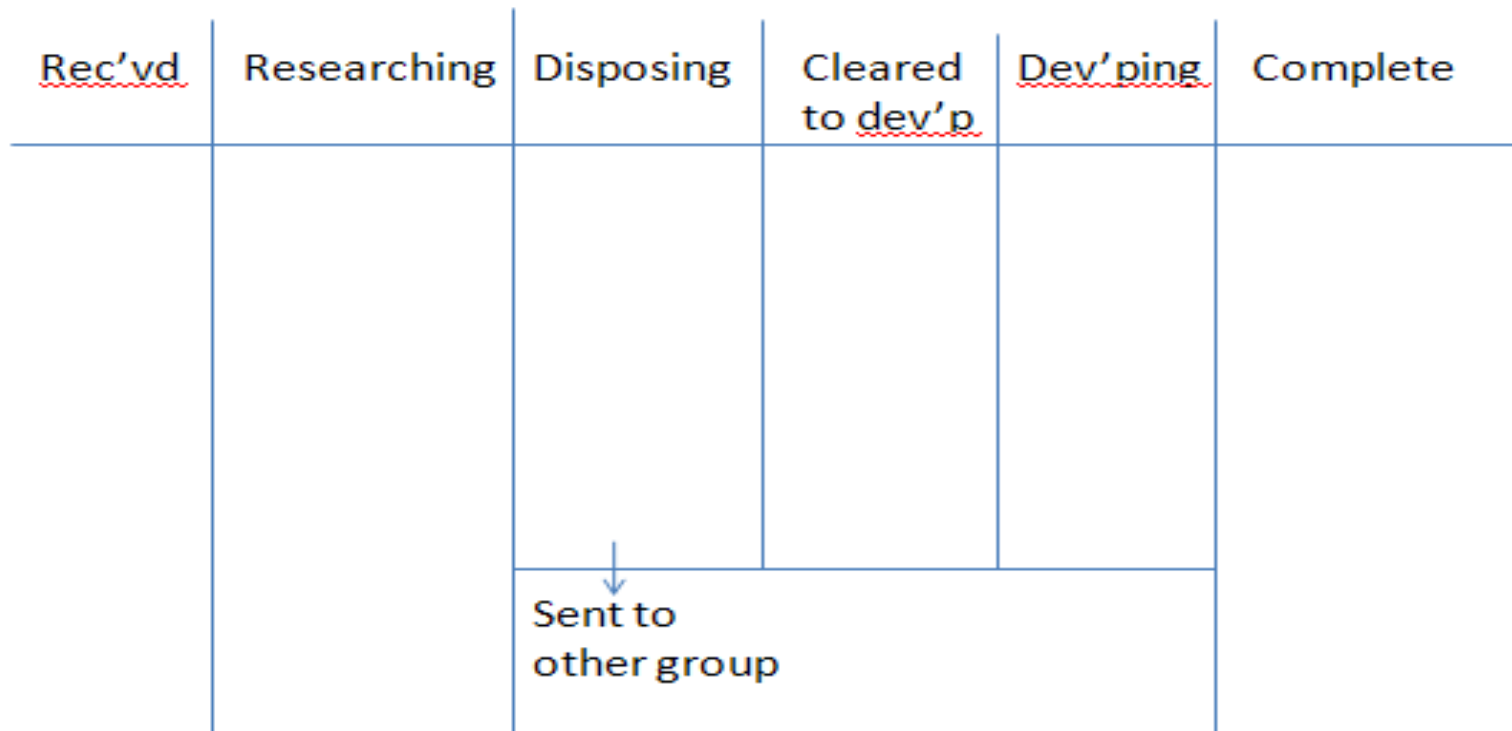 Rec’vd Researching Disposing Cleared Dev’ping Complete
to dev’p
Sent to
other group